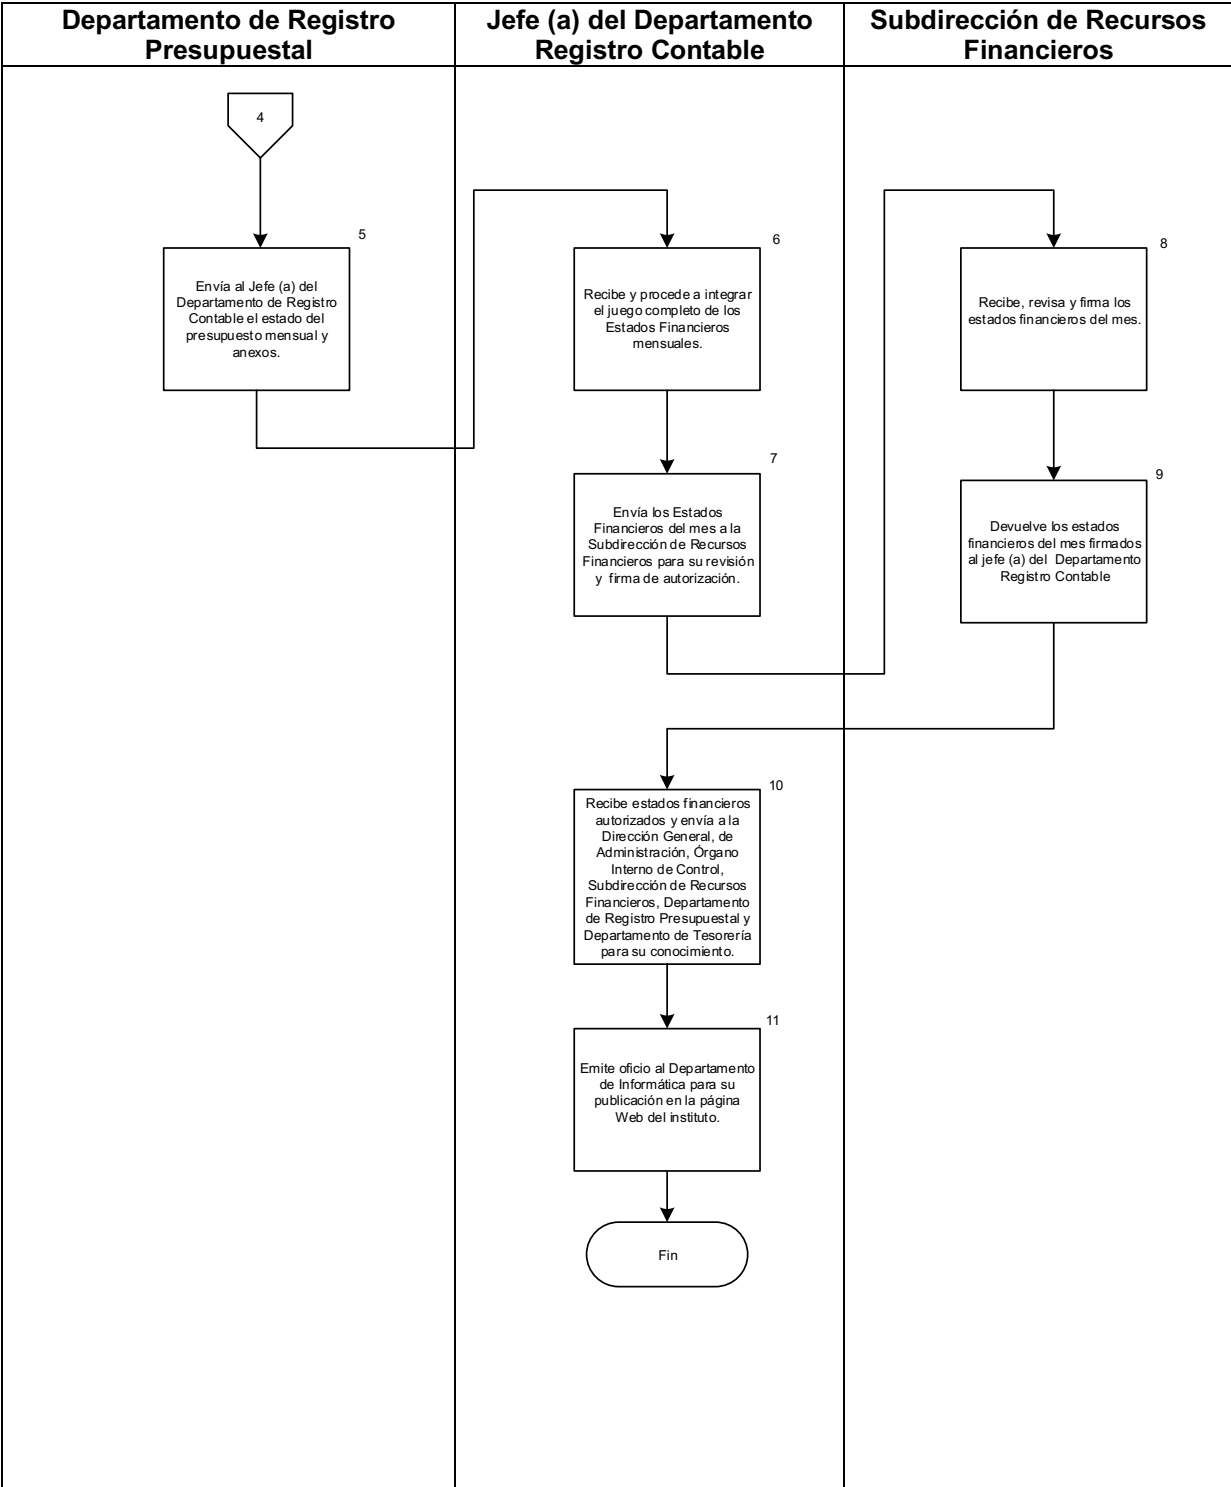 Departamento de Registro
Presupuestal
Jefe (a) del Departamento
Registro Contable
Subdirección de Recursos
Financieros
4
5
Envía al Jefe (a) del
Departamento de Registro
Contable el estado del
presupuesto mensual y
anexos.
6
Recibe y procede a integrar
el juego completo de los
Estados Financieros
mensuales.
7
Envía los Estados
Financieros del mes a la
Subdirección de Recursos
Financieros para su revisión
y firma de autorización.
8
Recibe, revisa y firma los
estados financieros del mes.
9
Devuelve los estados
financieros del mes firmados
al jefe (a) del Departamento
Registro Contable
10
Recibe estados financieros
autorizados y envía a la
Dirección General, de
Administración, Órgano
Interno de Control,
Subdirección de Recursos
Financieros, Departamento
de Registro Presupuestal y
Departamento de Tesorería
para su conocimiento.
11
Emite oficio al Departamento
de Informática para su
publicación en la página
Web del instituto.
Fin